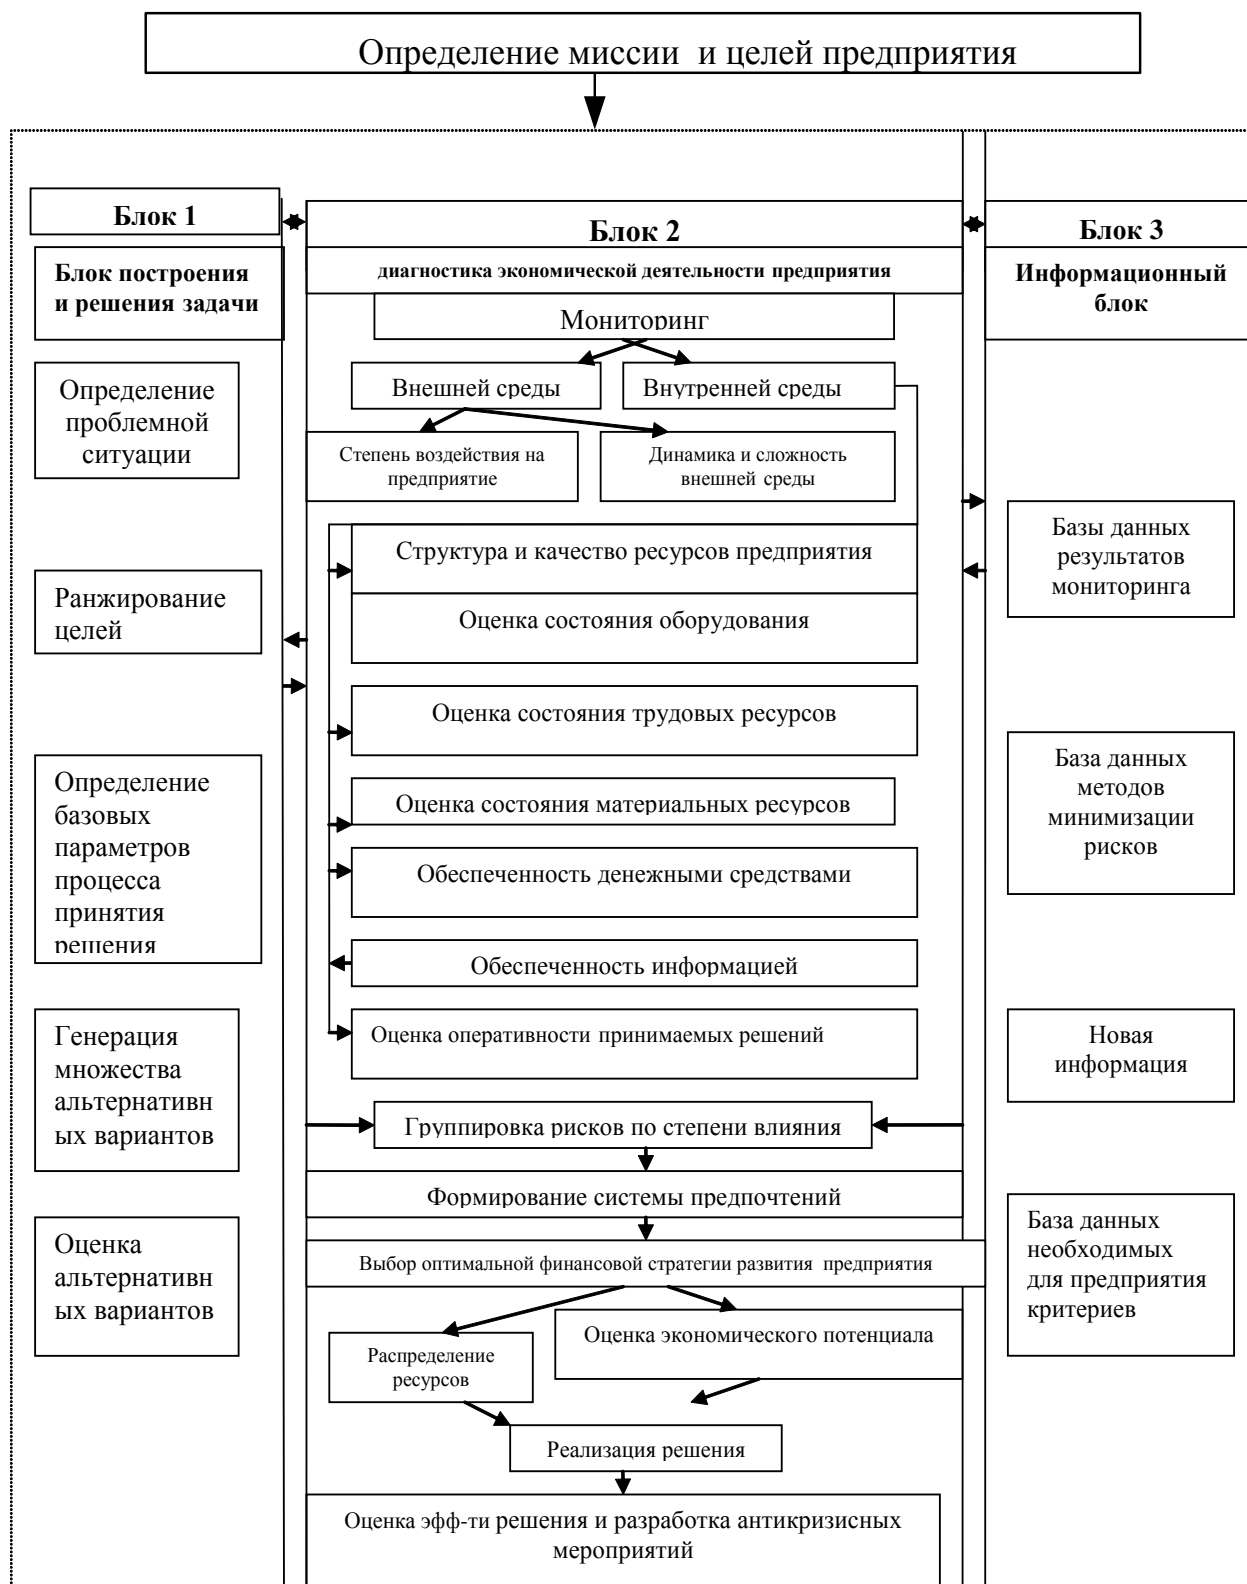 Определение миссии и целей предприятия
Блок 1
Блок построения
и решения задачи
Определение
проблемной
ситуации
Ранжирование
целей
Определение
базовых
параметров
процесса
принятия
решения
Генерация
множества
альтернативн
ых вариантов
Оценка
альтернативн
ых вариантов
Блок 2
диагностика экономической деятельности предприятия
Мониторинг
Внешней среды
Внутренней среды
Степень воздействия на
предприятие
Динамика и сложность
внешней среды
Структура и качество ресурсов предприятия
Оценка состояния оборудования
Оценка состояния трудовых ресурсов
Оценка состояния материальных ресурсов
Обеспеченность денежными средствами
Обеспеченность информацией
Оценка оперативности принимаемых решений
Группировка рисков по степени влияния
Формирование системы предпочтений
Выбор оптимальной финансовой стратегии развития предприятия
Распределение
ресурсов
Оценка экономического потенциала
Реализация решения
Оценка эфф-ти решения и разработка антикризисных
мероприятий
Блок 3
Информационный
блок
Базы данных
результатов
мониторинга
База данных
методов
минимизации
рисков
Новая
информация
База данных
необходимых
для предприятия
критериев